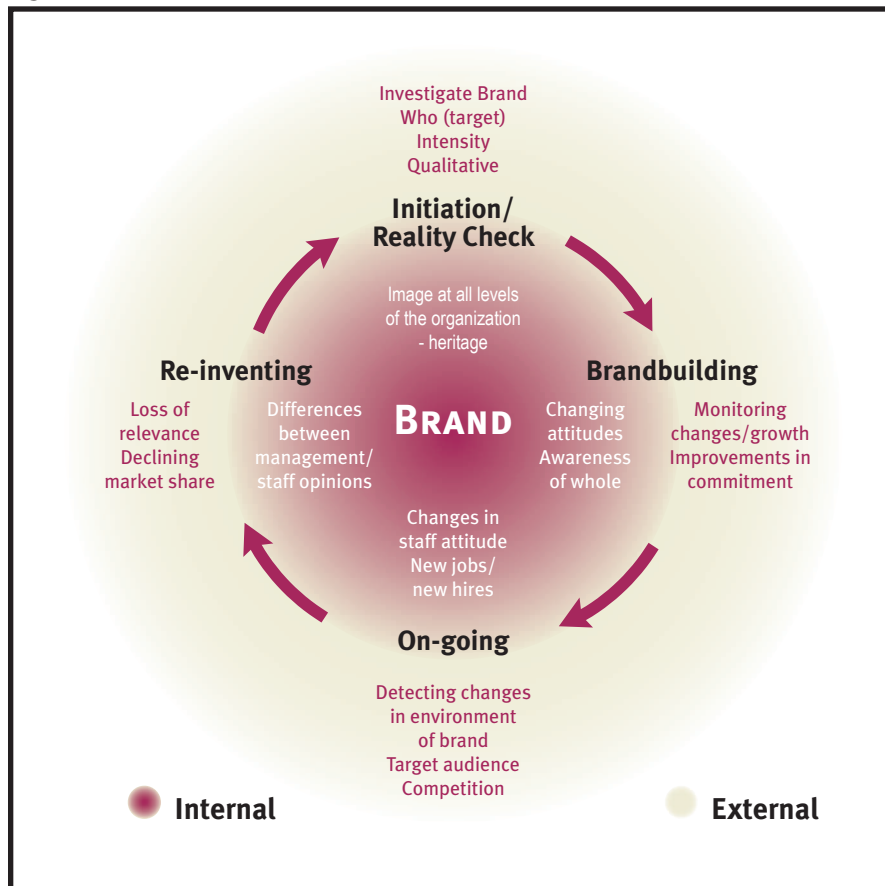 Investigate Brand
Who (target)
Intensity
Qualitative
Initiation/
Reality Check
Image at all levels
of the organization
- heritage
Re-inventing
Loss of
relevance
Declining
market share
Differences
between
management/
staff opinions
BRAND
Brandbuilding
Changing
attitudes
Awareness
of whole
Monitoring
changes/growth
Improvements in
commitment
Changes in
staff attitude
New jobs/
new hires
On-going
Detecting changes
in environment
of brand
Target audience
Competition
Internal
External